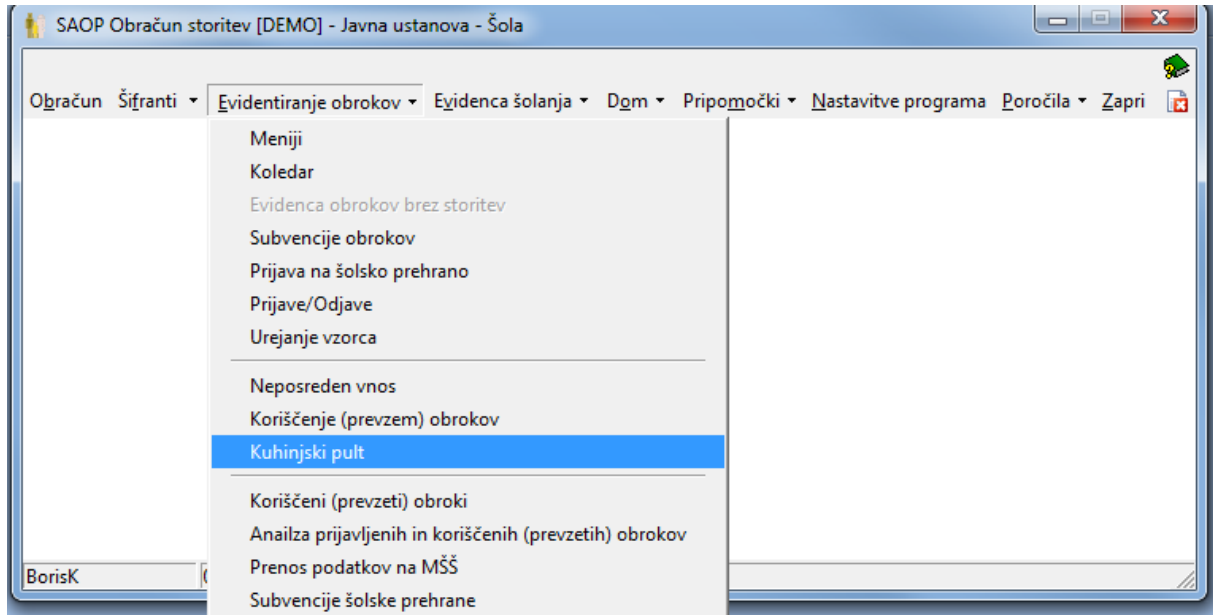 SAOP Obračun storitev [DEMO] - Javna ustanova - Šola
Obračun Šifranti Evidentiranje obrokov Evidenca šolanja Dom Pripomočki Nastavitve programa Poročila Zapri
Meniji
Koledar
Evidenca obrokov brez storitev
Subvencije obrokov
Prijava na šolsko prehrano
Prijave/Odjave
Urejanje vzorca
Neposreden vnos
Koriščenje (prevzem) obrokov
Kuhinjski pult
Koriščeni (prevzeti) obroki
Anailza prijavljenih in koriščenih (prevzetih) obrokov
Prenos podatkov na MŠŠ
BorisK
Subvencije šolske prehrane